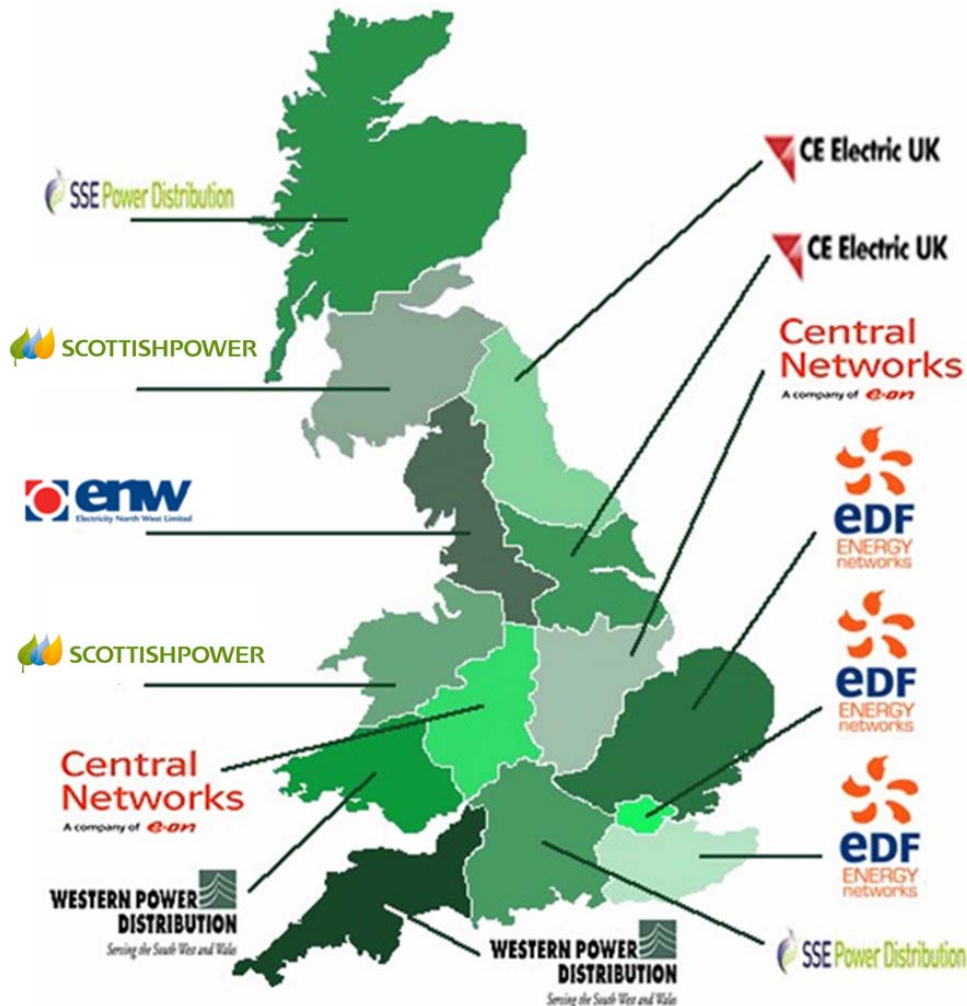 CE Electric UK
SSE Power Distribution
CE Electric UK
SCOTTISHPOWER
Central
Networks
A company of e·on
eDF
ENERGY
networks
enw
Electricity North West Limited
eDF
ENERGY
networks
SCOTTISHPOWER
Central
Networks
A company of e·on
eDF
ENERGY
networks
WESTERN POWER
DISTRIBUTION
Serving the South West and Wales
WESTERN POWER
DISTRIBUTION
Serving the South West and Wales
SSE Power Distribution